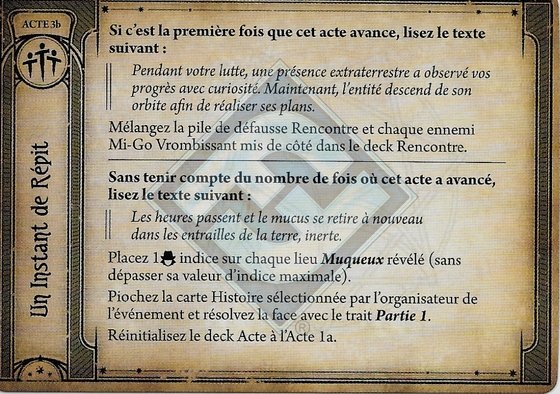 ACTE 3b
Un Instant de Répit
Si c'est la première fois que cet acte avance, lisez le texte
suivant :
Pendant votre lutte, une présence extraterrestre a observé vos
progrès avec curiosité. Maintenant, l'entité descend de son
orbite afin de réaliser ses plans.
Mélangez la pile de défausse Rencontre et chaque ennemi
Mi-Go Vrombissant mis de côté dans le deck Rencontre.
Sans tenir compte du nombre de fois où cet acte a avancé,
lisez le texte suivant :
Les heures passent et le mucus se retire à nouveau
dans les entrailles de la terre, inerte.
Placez 1 indice sur chaque lieu Muqueux révélé (sans
dépasser sa valeur d'indice maximale).
Piochez la carte Histoire sélectionnée par l'organisateur de
l'événement et résolvez la face avec le trait Partie 1.
Réinitialisez le deck Acte à l'Acte 1a.